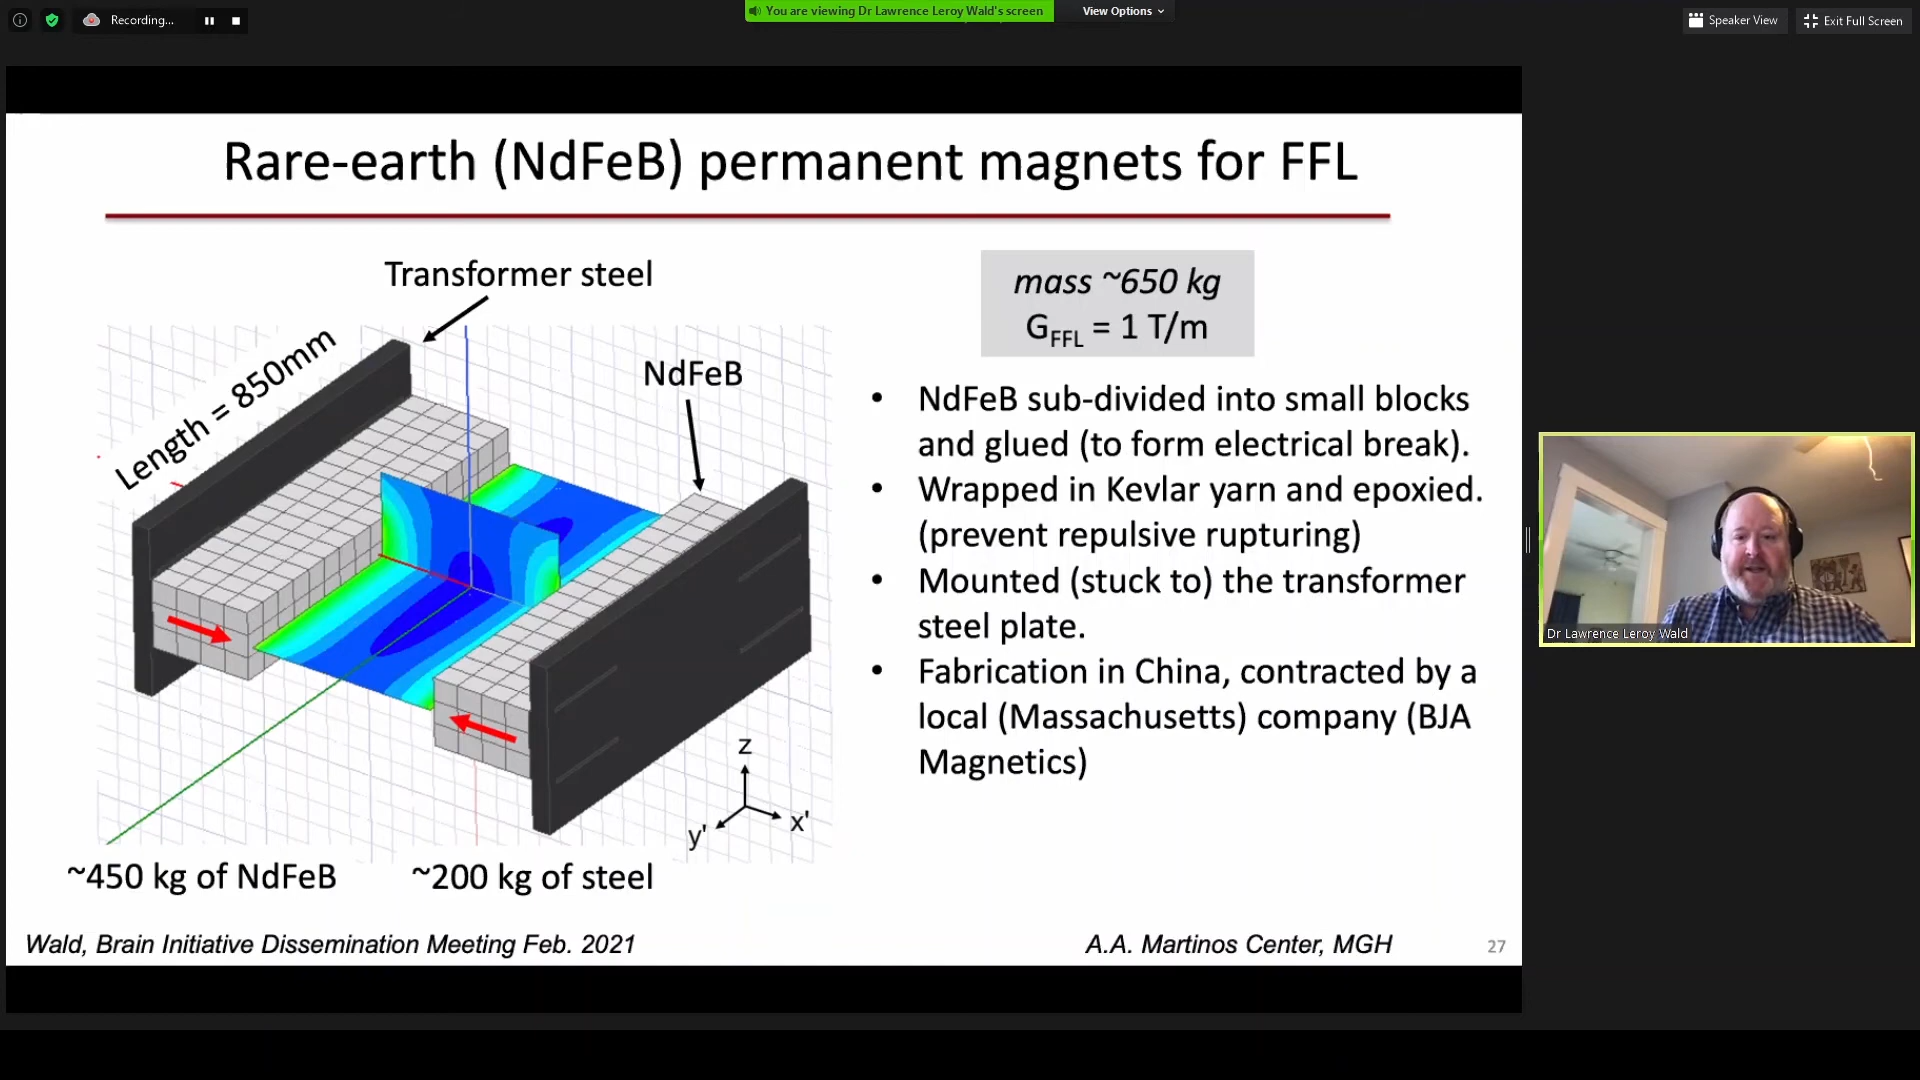 Recording...
You are viewing Dr Lawrence Leroy Wald's screen
View Options
Speaker View
Exit Full Screen
Rare-earth (NdFeB) permanent magnets for FFL
Transformer steel
Length = 850mm
NdFeB
z
x'
y'
~450 kg of NdFeB
~200 kg of steel
mass ~650 kg
G_FFL = 1 T/m
• NdFeB sub-divided into small blocks
and glued (to form electrical break).
• Wrapped in Kevlar yarn and epoxied.
(prevent repulsive rupturing)
• Mounted (stuck to) the transformer
steel plate.
• Fabrication in China, contracted by a
local (Massachusetts) company (BJA
Magnetics)
Wald, Brain Initiative Dissemination Meeting Feb. 2021
A.A. Martinos Center, MGH
27
Dr Lawrence Leroy Wald